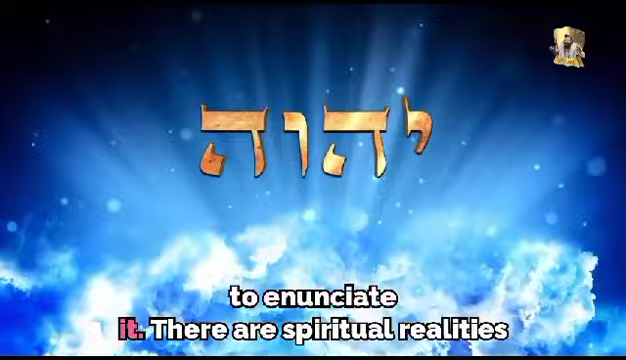 יהוה
to enunciate
it. There are spiritual realities